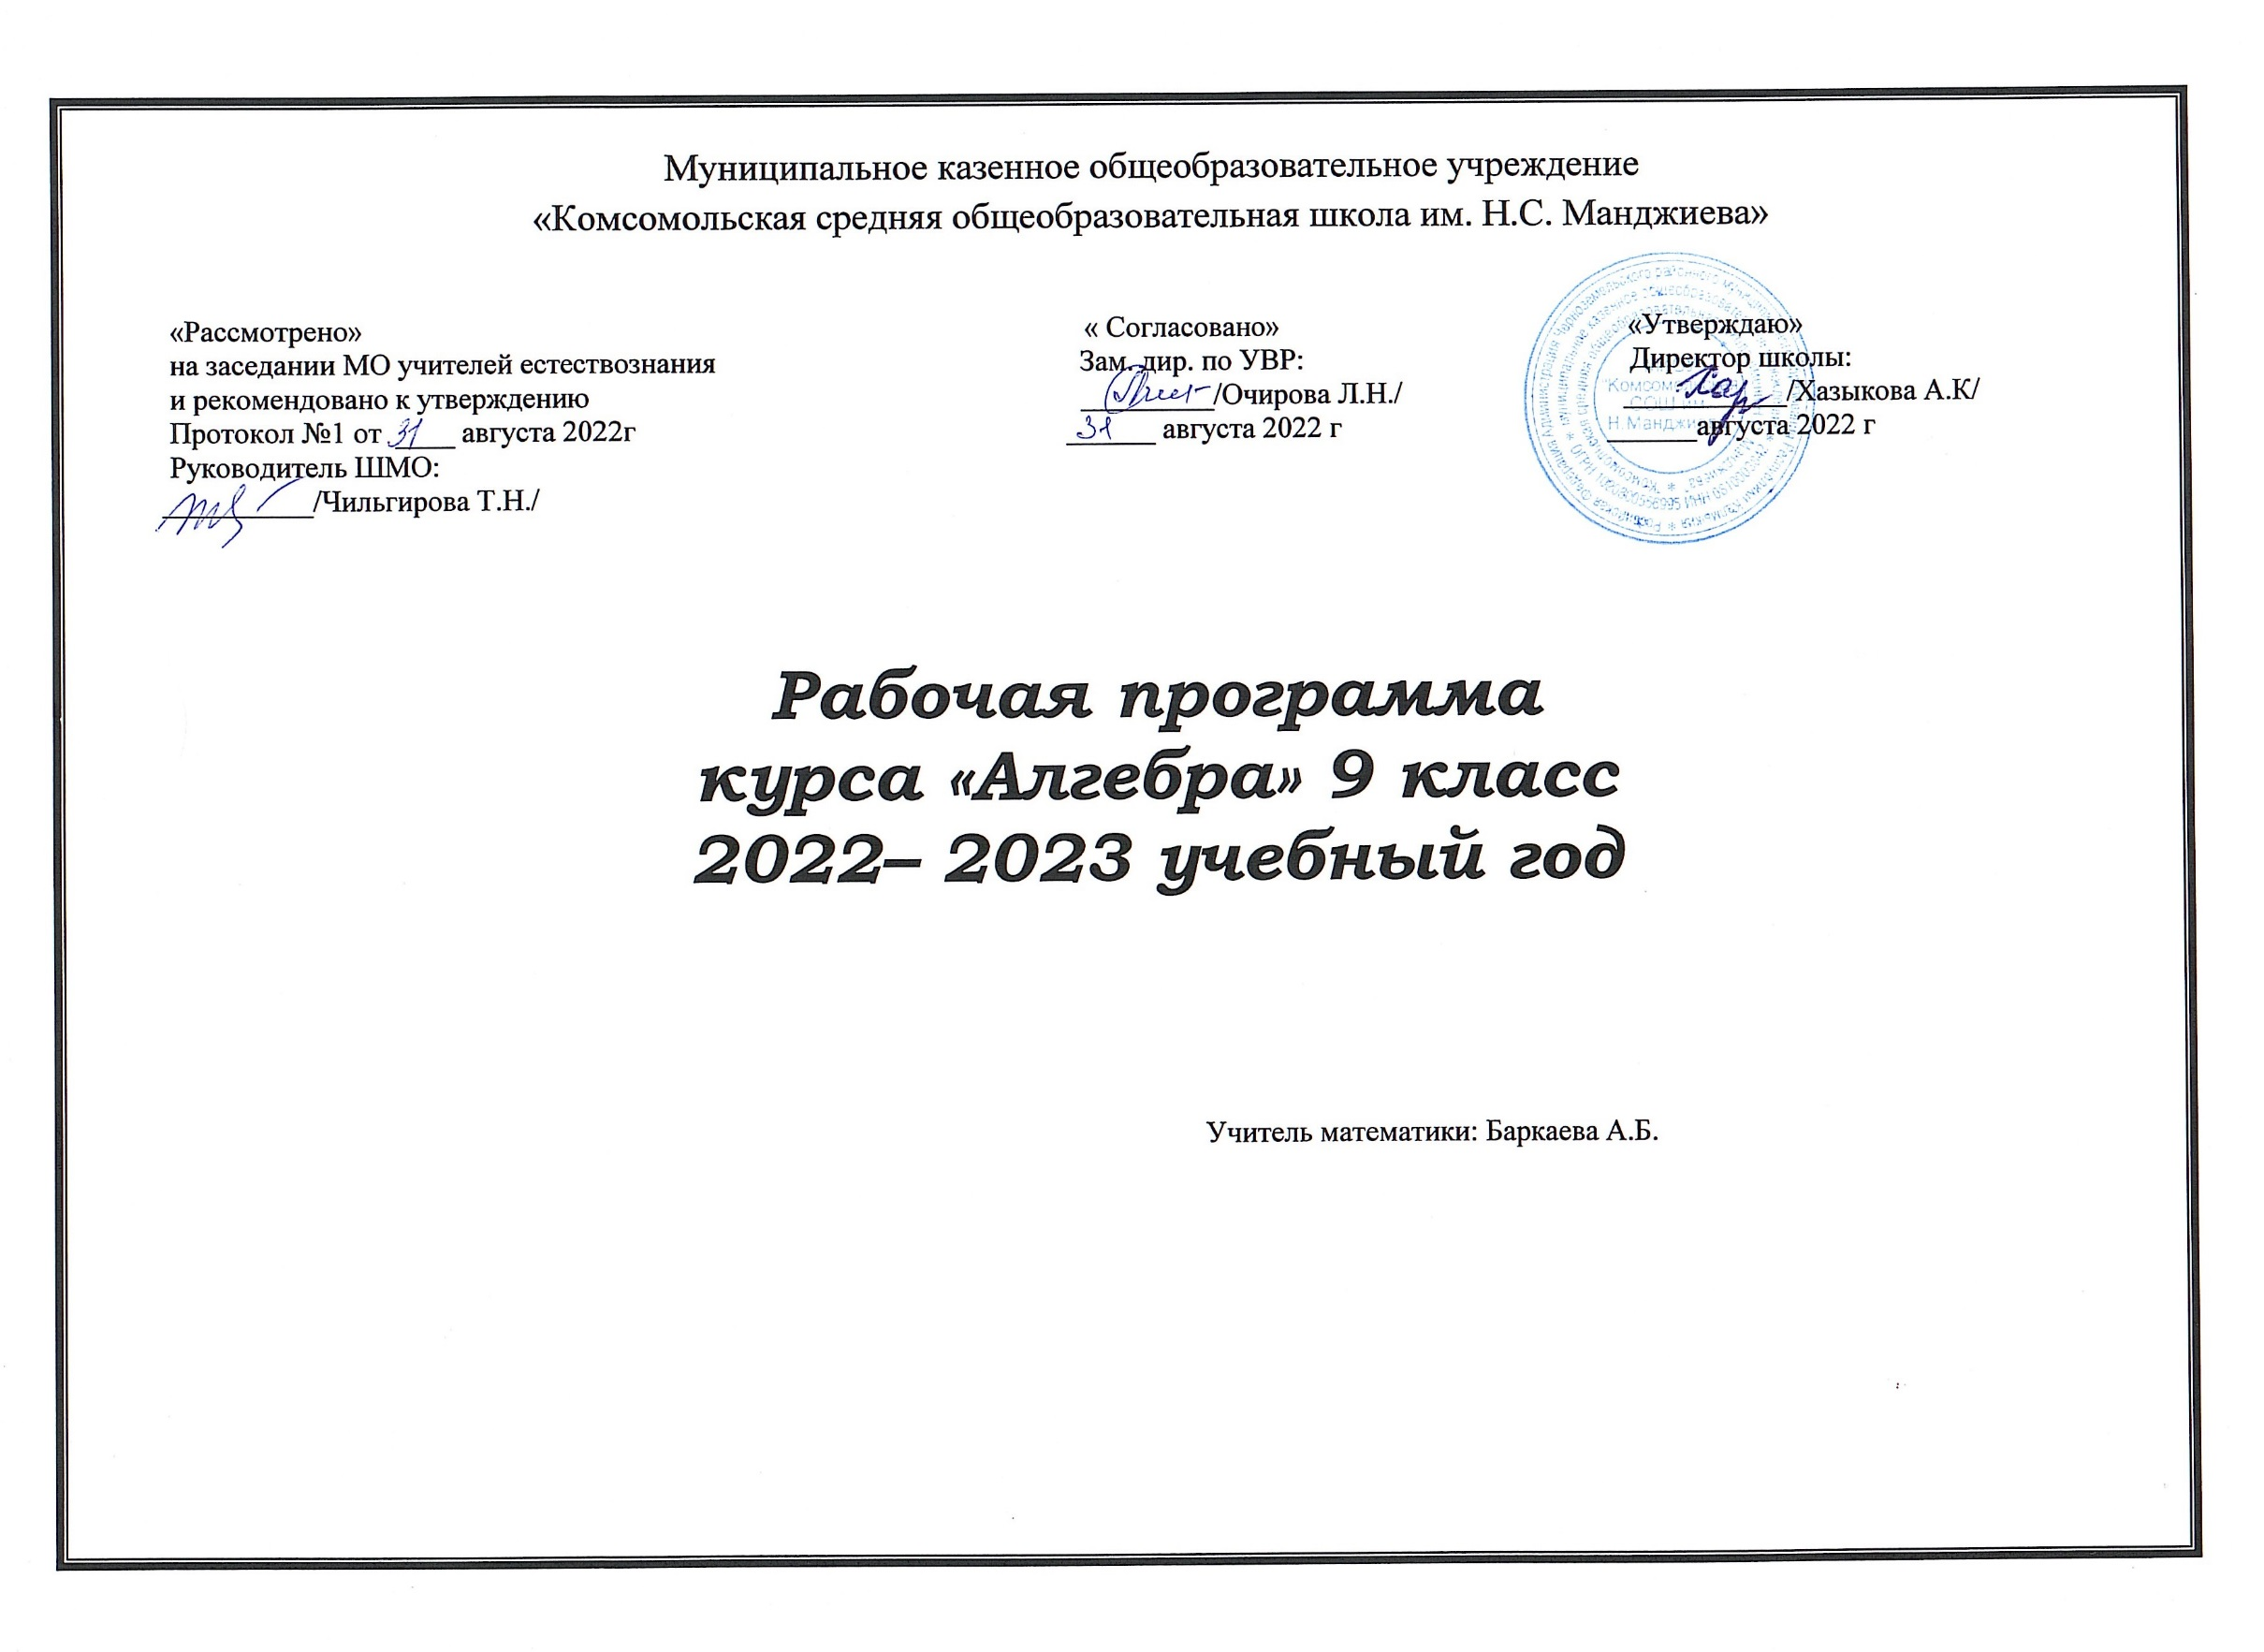 Муниципальное казенное общеобразовательное учреждение
«Комсомольская средняя общеобразовательная школа им. Н.С. Манджиева»
«Рассмотрено»
на заседании МО учителей естествознания
и рекомендовано к утверждению
Протокол №1 от 31 августа 2022г
Руководитель ШМО:
/Чильгирова Т.Н./
« Согласовано»
Зам. дир. по УВР:
/Очирова Л.Н./
31 августа 2022 г
«Утверждаю»
Директор школы:
/Хазыкова А.К/
августа 2022 г
Рабочая программа
курса «Алгебра» 9 класс
2022– 2023 учебный год
Учитель математики: Баркаева А.Б.